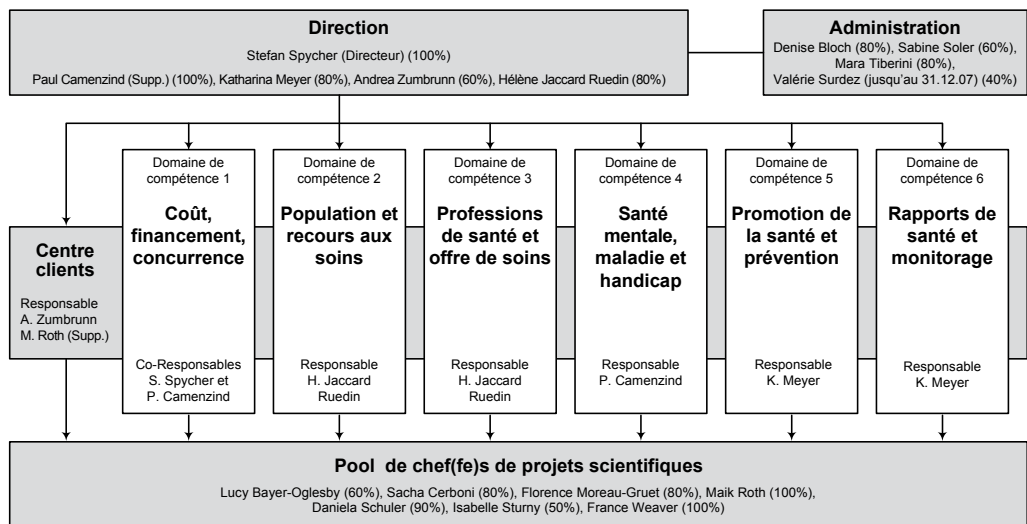 Direction
Stefan Spycher (Directeur) (100%)
Paul Camenzind (Supp.) (100%), Katharina Meyer (80%), Andrea Zumbrunn (60%), Hélène Jaccard Ruedin (80%)
Administration
Denise Bloch (80%), Sabine Soler (60%),
Mara Tiberini (80%),
Valérie Surdez (jusqu'au 31.12.07) (40%)
Centre
clients
Responsable
A. Zumbrunn
M. Roth (Supp.)
Domaine de
compétence 1
Coût,
financement,
concurrence
Co-Responsables
S. Spycher et
P. Camenzind
Domaine de
compétence 2
Population et
recours aux
soins
Responsable
H. Jaccard
Ruedin
Domaine de
compétence 3
Professions
de santé et
offre de soins
Responsable
H. Jaccard
Ruedin
Domaine de
compétence 4
Santé
mentale,
maladie et
handicap
Responsable
P. Camenzind
Domaine de
compétence 5
Promotion de
la santé et
prévention
Responsable
K. Meyer
Domaine de
compétence 6
Rapports de
santé et
monitorage
Responsable
K. Meyer
Pool de chef(fe)s de projets scientifiques
Lucy Bayer-Oglesby (60%), Sacha Cerboni (80%), Florence Moreau-Gruet (80%), Maik Roth (100%),
Daniela Schuler (90%), Isabelle Sturny (50%), France Weaver (100%)